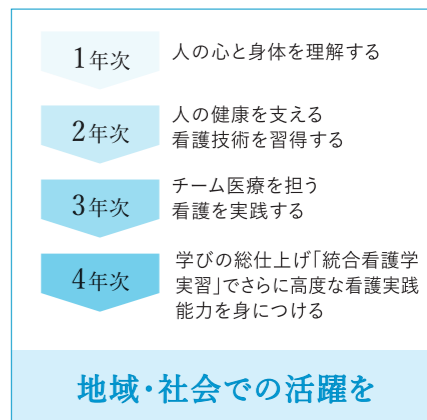 1年次
人の心と身体を理解する
2年次
人の健康を支える
看護技術を習得する
3年次
チーム医療を担う
看護を実践する
4年次
学びの総仕上げ「統合看護学
実習」でさらに高度な看護実践
能力を身につける
地域・社会での活躍を